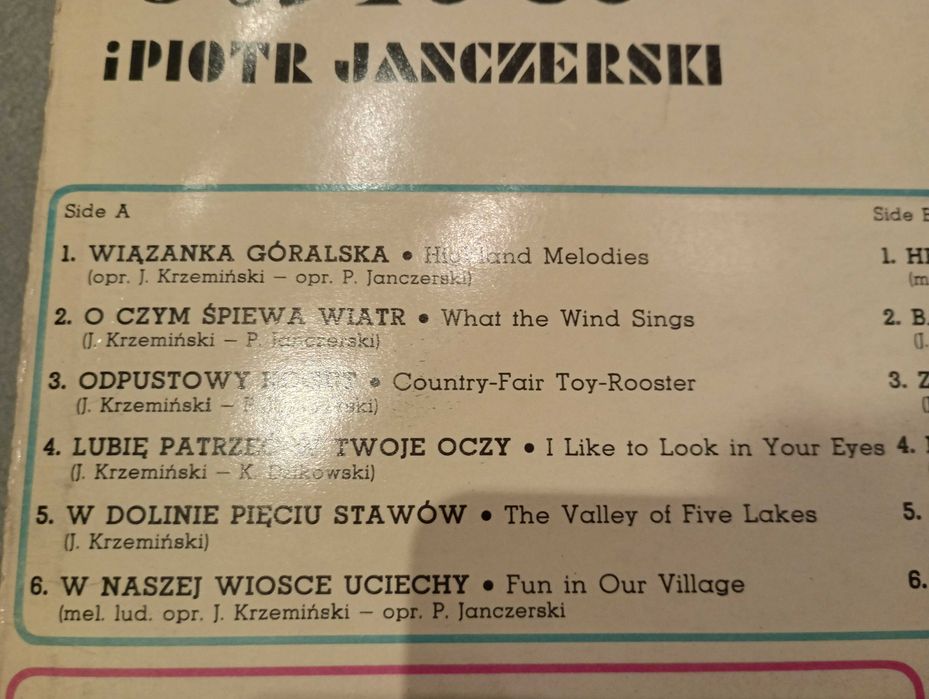 i PIOTR JANCZERSKI
Side A
1. WIĄZANKA GÓRALSKA • Highland Melodies
(opr. J. Krzemiński – opr. P. Janczerski)
2. O CZYM ŚPIEWA WIATR • What the Wind Sings
(J. Krzemiński – P. Janczerski)
3. ODPUSTOWY • Country-Fair Toy-Rooster
(J. Krzemiński – P. Janczerski)
4. LUBIĘ PATRZEĆ W TWOJE OCZY • I Like to Look in Your Eyes
(J. Krzemiński – K.
5. W DOLINIE PIĘCIU STAWÓW • The Valley of Five Lakes
(J. Krzemiński)
6. W NASZEJ WIOSCE UCIECHY • Fun in Our Village
(mel. lud. opr. J. Krzemiński – opr. P. Janczerski
Side
1.
2.
3.
4.
5.
6.